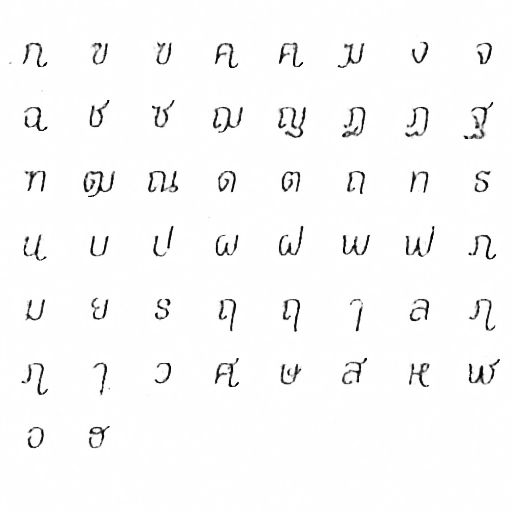 ก ข ฃ ค ฅ ฆ ง จ
ฉ ช ซ ฌ ญ ฎ ฏ ฐ
ฑ ฒ ณ ด ต ถ ท ธ
น บ ป ผ ฝ พ ฟ ภ
ม ย ร ฤ ฤ ๅ ล ฦ
ฦ ๅ ว ศ ษ ส ห ฬ
อ ฮ